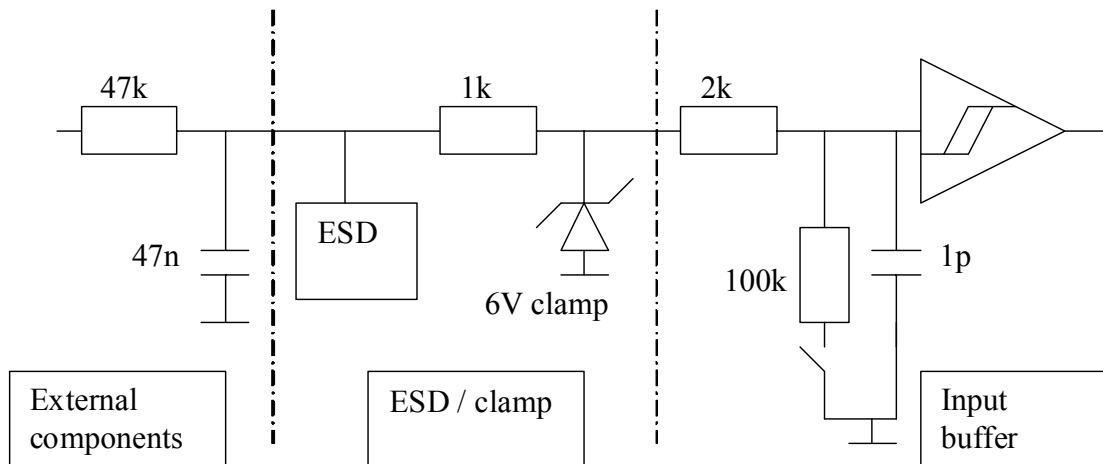 47k
1k
2k
47n
ESD
6V clamp
100k
1p
External
components
ESD / clamp
Input
buffer